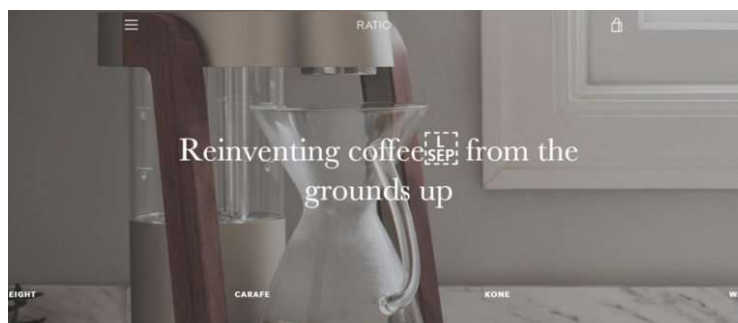 RATIO
Reinventing coffee from the
grounds up
EIGHT CARAFE KONE W